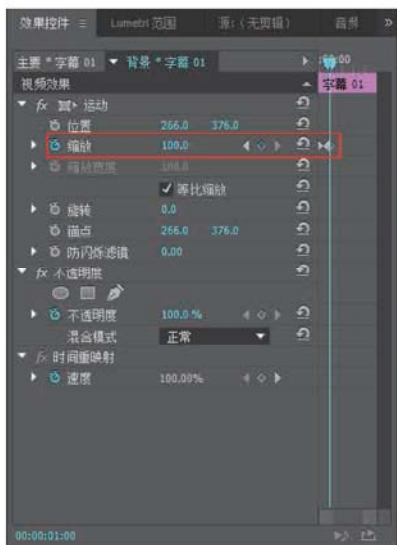 效果控件 ≡ Lumetri 范围 源:（无剪辑） 音剪 »
主要 * 字幕 01 背景 * 字幕 01 :00:00
视频效果 字幕 01
fx 运动
位置 266.0 376.0
缩放 100.0
缩放宽度 100.0
等比缩放
旋转 0.0
锚点 266.0 376.0
防闪烁滤镜 0.00
fx 不透明度
不透明度 100.0 %
混合模式 正常
fx 时间重映射
速度 100.00%
00:00:01:00